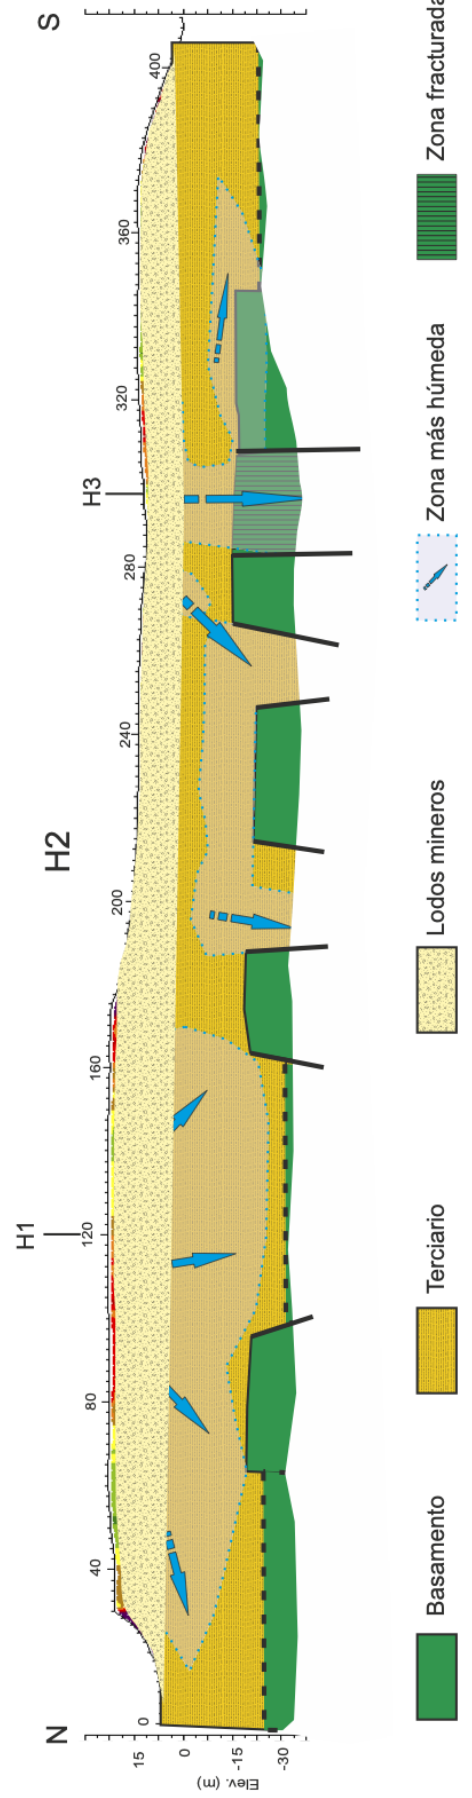 N
S
H1
H2
H3
0
40
80
120
160
200
240
280
320
360
400
15
0
-15
-30
Elev. (m)
Basamento
Terciario
Lodos mineros
Zona más húmeda
Zona fracturada